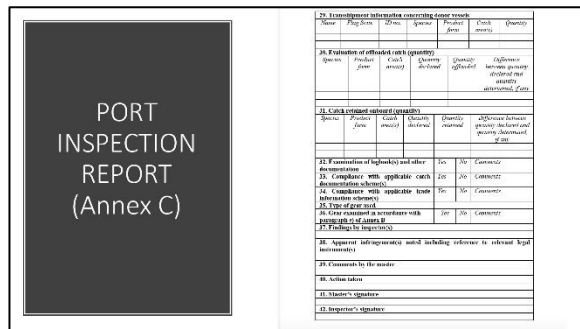 PORT
INSPECTION
REPORT
(Annex C)
29. Transshipment information concerning donor vessels
Name Flag State ID no. Species Product form Catch area(s) Quantity
30. Evaluation of offloaded catch (quantity)
Species Product form Catch area(s) Quantity declared Quantity offloaded Difference between quantity declared and quantity determined, if any
31. Catch retained onboard (quantity)
Species Product form Catch area(s) Quantity declared Quantity retained Difference between quantity declared and quantity determined, if any
32. Examination of logbook(s) and other documentation Yes No Comments
33. Compliance with applicable catch documentation scheme(s) Yes No Comments
34. Compliance with applicable trade information scheme(s) Yes No Comments
35. Type of gear used
36. Gear examined in accordance with paragraph e) of Annex B Yes No Comments
37. Findings by inspector(s)
38. Apparent infringement(s) noted including reference to relevant legal instrument(s)
39. Comments by the master
40. Action taken
41. Master's signature
42. Inspector's signature